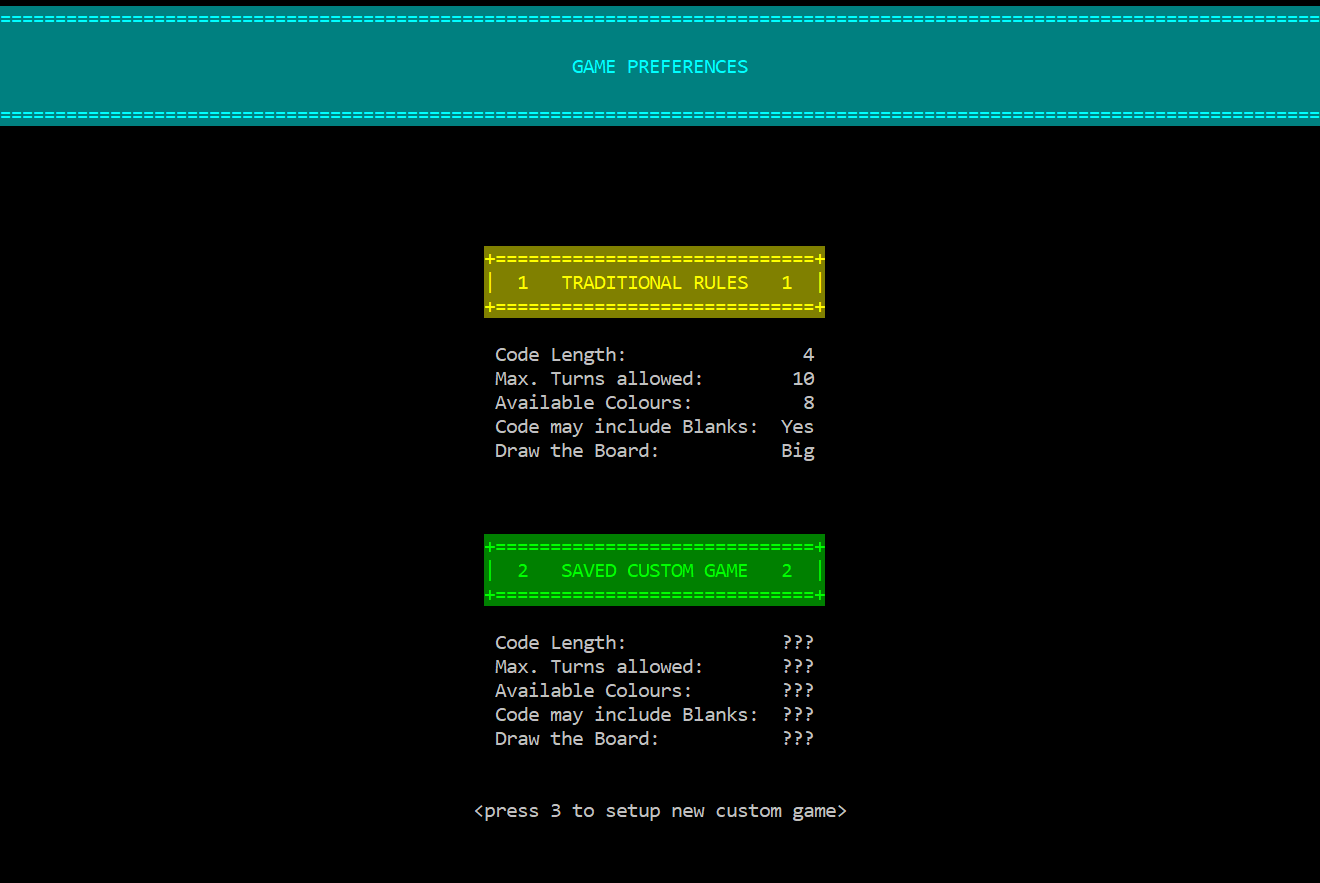 ========================================================================================================================
GAME PREFERENCES
========================================================================================================================
+=============================+
| 1 TRADITIONAL RULES 1 |
+=============================+
Code Length: 4
Max. Turns allowed: 10
Available Colours: 8
Code may include Blanks: Yes
Draw the Board: Big
+=============================+
| 2 SAVED CUSTOM GAME 2 |
+=============================+
Code Length: ???
Max. Turns allowed: ???
Available Colours: ???
Code may include Blanks: ???
Draw the Board: ???
<press 3 to setup new custom game>